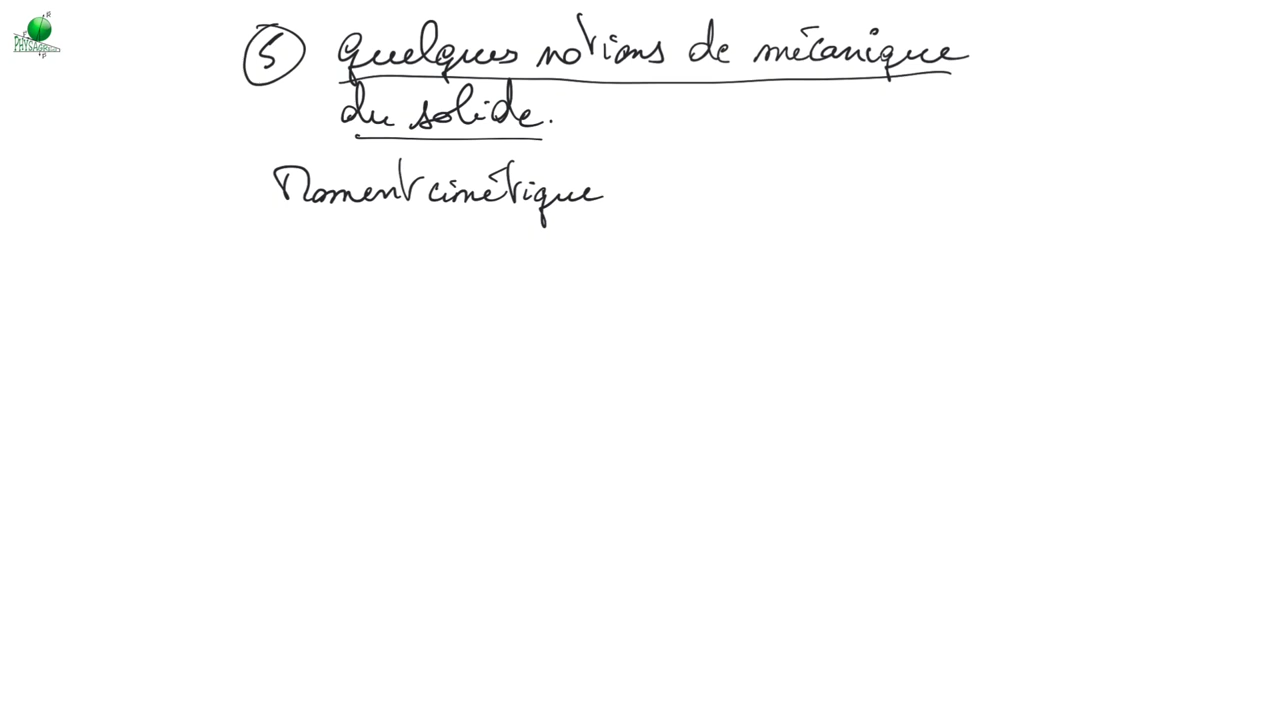 ⑤ Quelques notions de mécanique
du solide.
Moment cinétique